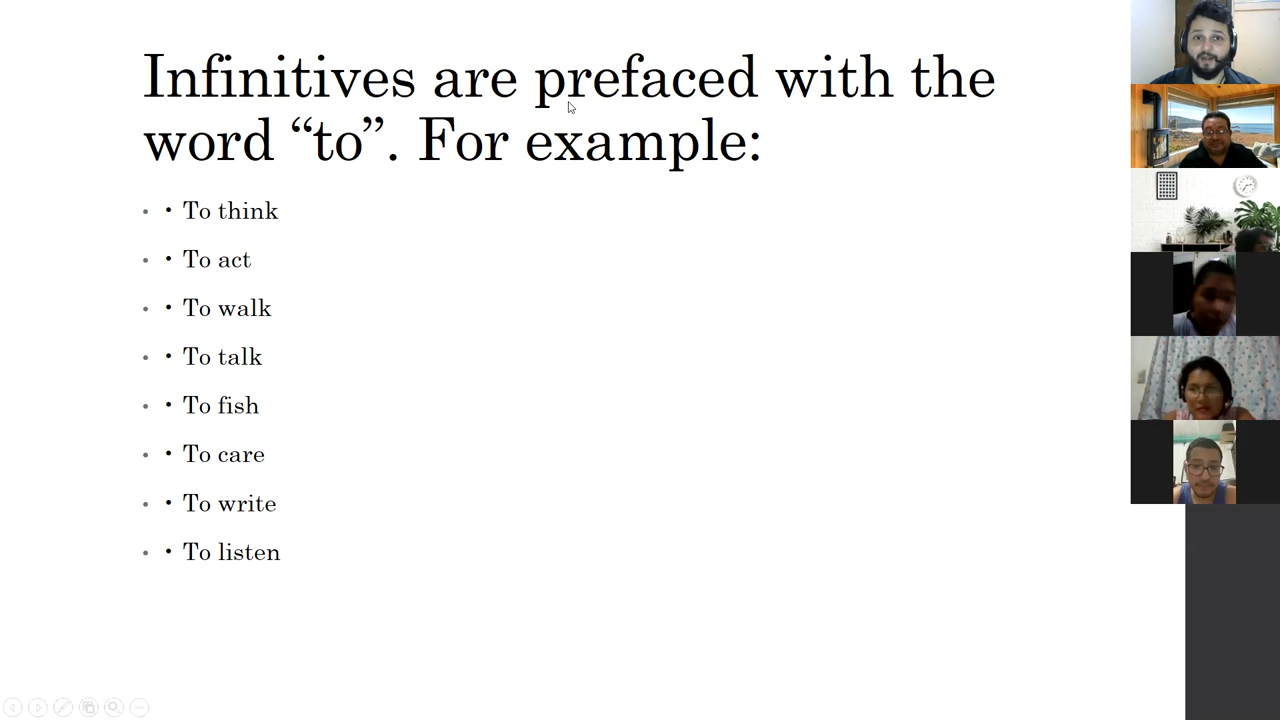 Infinitives are prefaced with the
word “to”. For example:
• • To think
• • To act
• • To walk
• • To talk
• • To fish
• • To care
• • To write
• • To listen